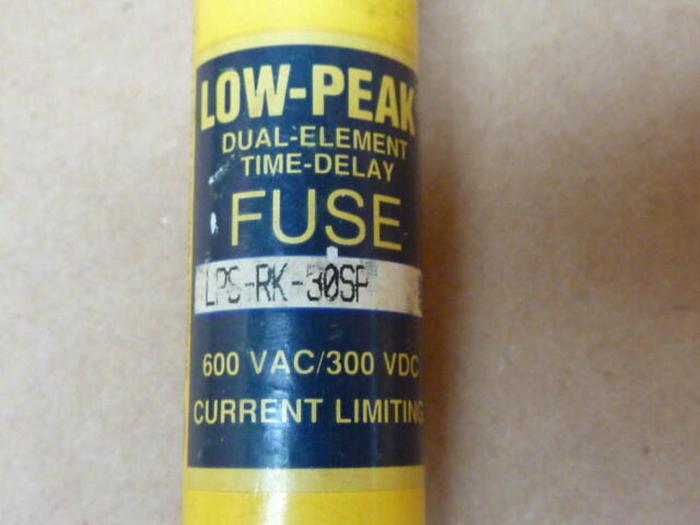 LOW-PEAK
DUAL-ELEMENT
TIME-DELAY
FUSE
LPS-RK-30SP
600 VAC/300 VDC
CURRENT LIMITING